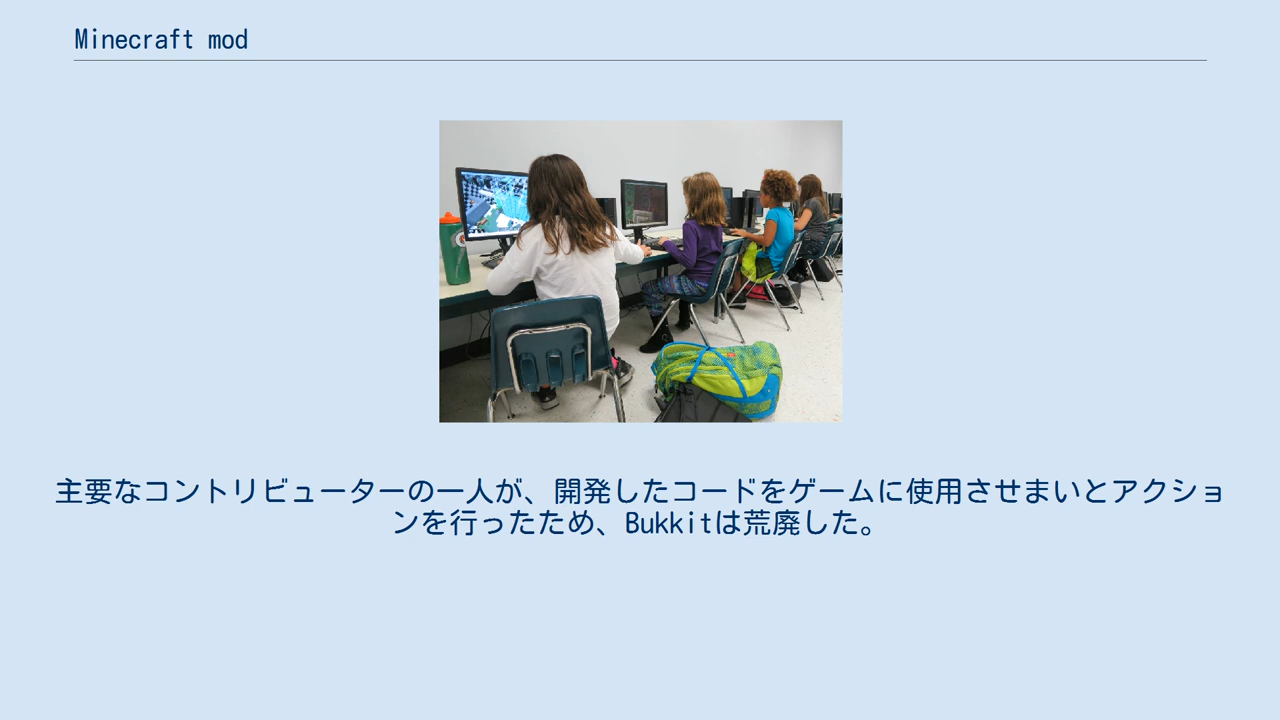 Minecraft mod
主要なコントリビューターの一人が、開発したコードをゲームに使用させまいとアクショ
ンを行ったため、Bukkitは荒廃した。